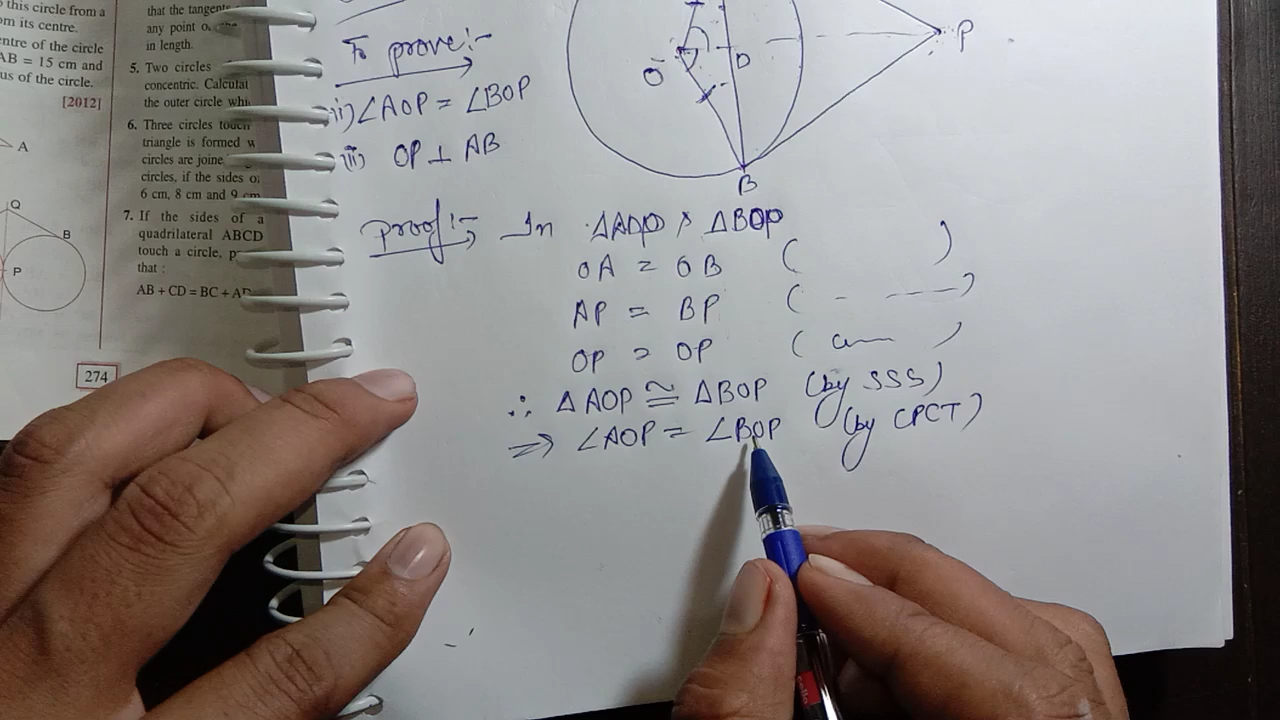 this circle from a
om its centre.
ntre of the circle
AB = 15 cm and
us of the circle.
[2012]
A
Q
B
P
that the tangents
any point
in length.
5. Two circles
concentric. Calculat
the outer circle
6. Three circles touch
triangle is formed
circles are joine
circles, if the sides
6 cm, 8 cm and 9 cm
7. If the sides of a
quadrilateral ABCD
touch a circle,
that :
AB + CD = BC + AD
274
To prove:-
ii) ∠AOP = ∠BOP
iii) OP ⊥ AB
O
D
P
B
Proof:- In ΔAOP & ΔBOP
OA = OB ( )
AP = BP ( - — )
OP = OP ( )
∴ ΔAOP ≅ ΔBOP (by SSS)
⇒ ∠AOP = ∠BOP (by CPCT)